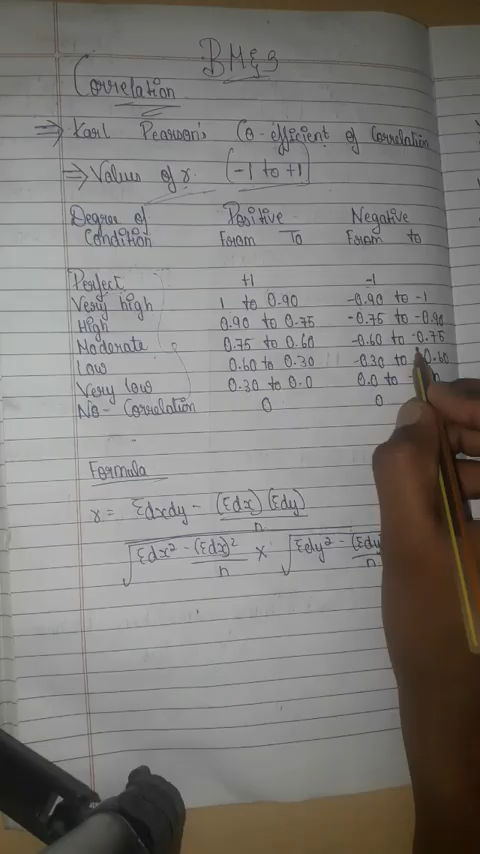 BM&S
Correlation
⇒ Karl Pearson's Co-efficient of Correlation
⇒ Values of r (-1 to +1)
Degree of Condition Positive From To Negative From to
Perfect +1 -1
Very high 1 to 0.90 -0.90 to -1
High 0.90 to 0.75 -0.75 to -0.90
Moderate 0.75 to 0.60 -0.60 to -0.75
Low 0.60 to 0.30 -0.30 to 0.60
Very low 0.30 to 0.0 0.0 to
No- Correlation 0 0
Formula
r = Σdxdy - (Σdx)(Σdy)/n
√Σdx² - (Σdx)²/n × √Σdy² - (Σdy/n